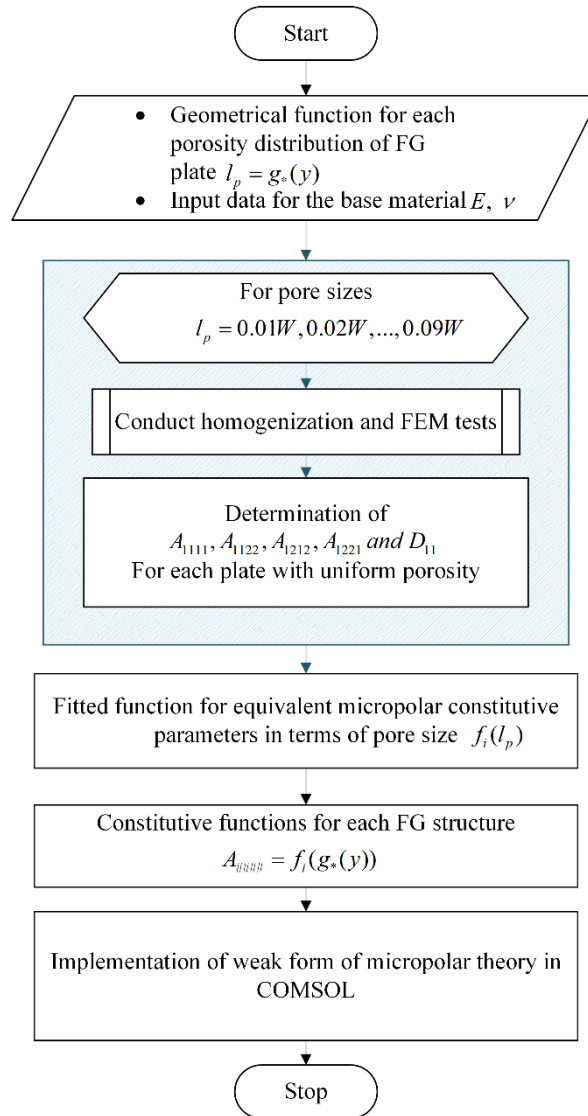 Start
● Geometrical function for each
porosity distribution of FG
plate l_p = g_*(y)
● Input data for the base material E, ν
For pore sizes
l_p = 0.01W, 0.02W,..., 0.09W
Conduct homogenization and FEM tests
Determination of
A_1111, A_1122, A_1212, A_1221 and D_11
For each plate with uniform porosity
Fitted function for equivalent micropolar constitutive
parameters in terms of pore size f_i(l_p)
Constitutive functions for each FG structure
A_#### = f_i(g_*(y))
Implementation of weak form of micropolar theory in
COMSOL
Stop